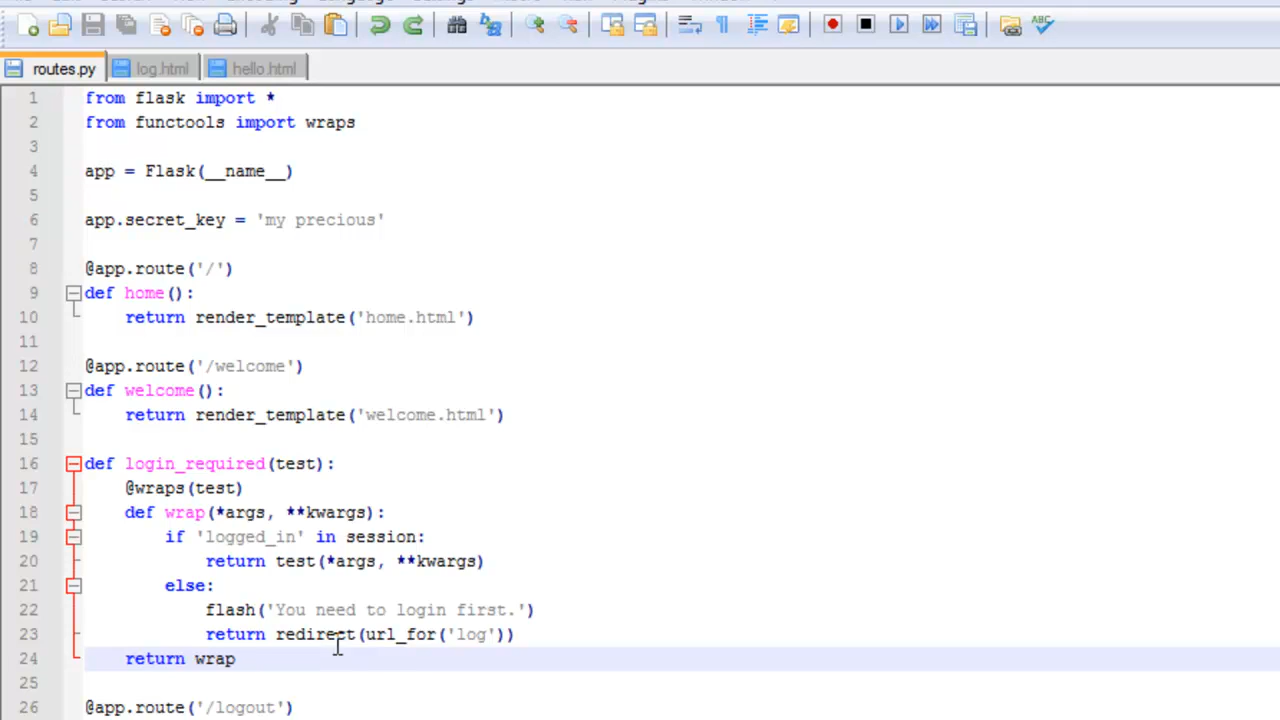 routes.py log.html hello.html
1 from flask import *
2 from functools import wraps
3
4 app = Flask(__name__)
5
6 app.secret_key = 'my precious'
7
8 @app.route('/')
9 def home():
10 return render_template('home.html')
11
12 @app.route('/welcome')
13 def welcome():
14 return render_template('welcome.html')
15
16 def login_required(test):
17 @wraps(test)
18 def wrap(*args, **kwargs):
19 if 'logged_in' in session:
20 return test(*args, **kwargs)
21 else:
22 flash('You need to login first.')
23 return redirect(url_for('log'))
24 return wrap
25
26 @app.route('/logout')